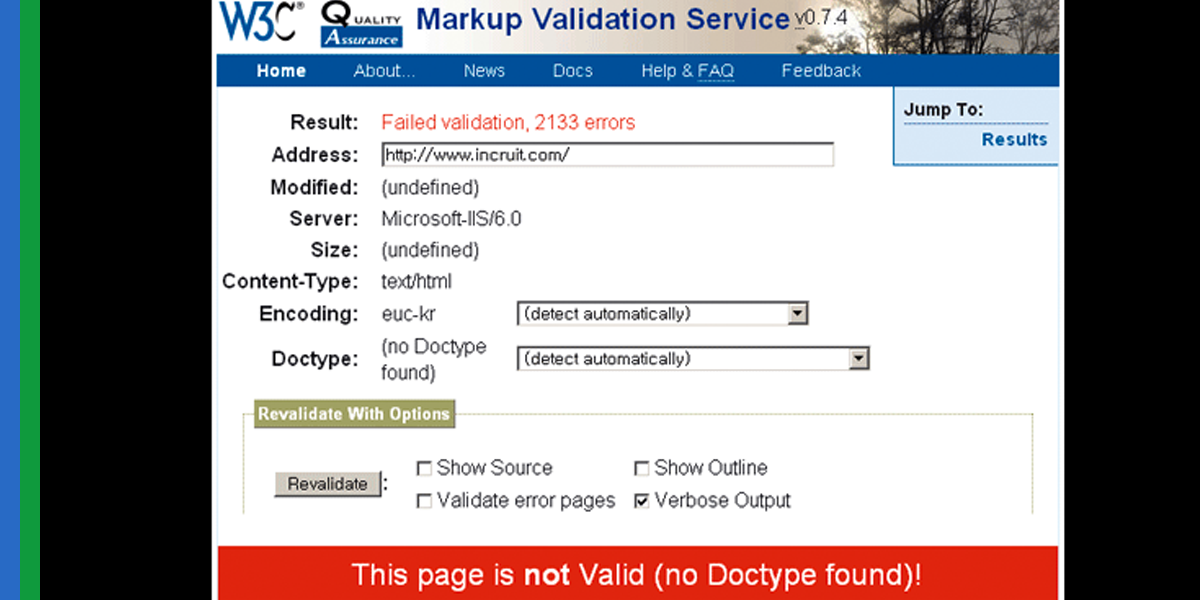 W3C® QUALITY ASSURANCE Markup Validation Service v0.7.4
Home About... News Docs Help & FAQ Feedback
Jump To:
Results
Result: Failed validation, 2133 errors
Address: http://www.incruit.com/
Modified: (undefined)
Server: Microsoft-IIS/6.0
Size: (undefined)
Content-Type: text/html
Encoding: euc-kr (detect automatically)
Doctype: (no Doctype found) (detect automatically)
Revalidate With Options
Revalidate : Show Source Show Outline
Validate error pages Verbose Output
This page is not Valid (no Doctype found)!